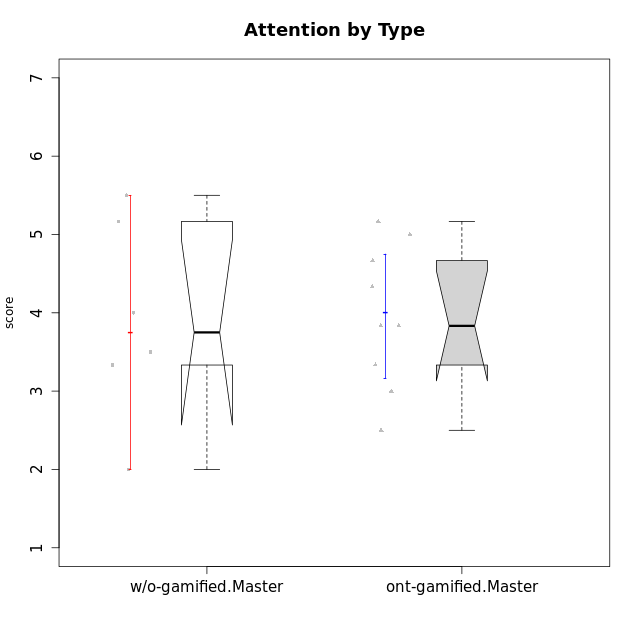 Attention by Type
score
7
6
5
4
3
2
1
w/o-gamified.Master
ont-gamified.Master